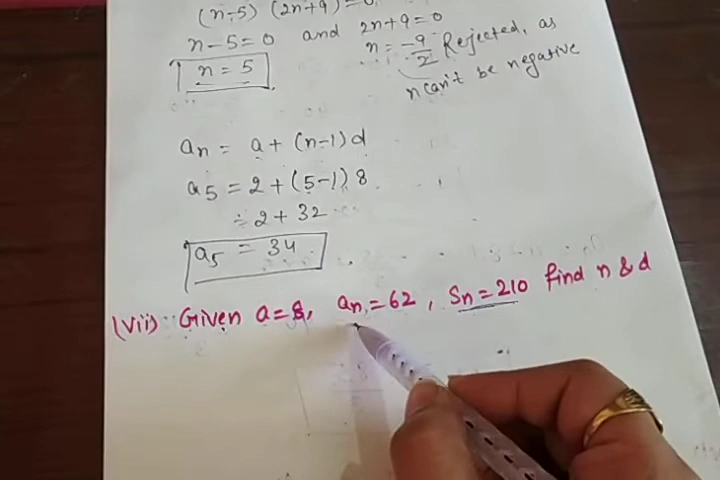 (n-5) (2n+9)=0
n-5=0 and 2n+9=0
n = 5
n = -9/2 Rejected, as
n can't be negative
an = a + (n-1)d
a5 = 2 + (5-1) 8
= 2 + 32
a5 = 34
(vii) Given a=8, an=62, Sn=210 find n & d